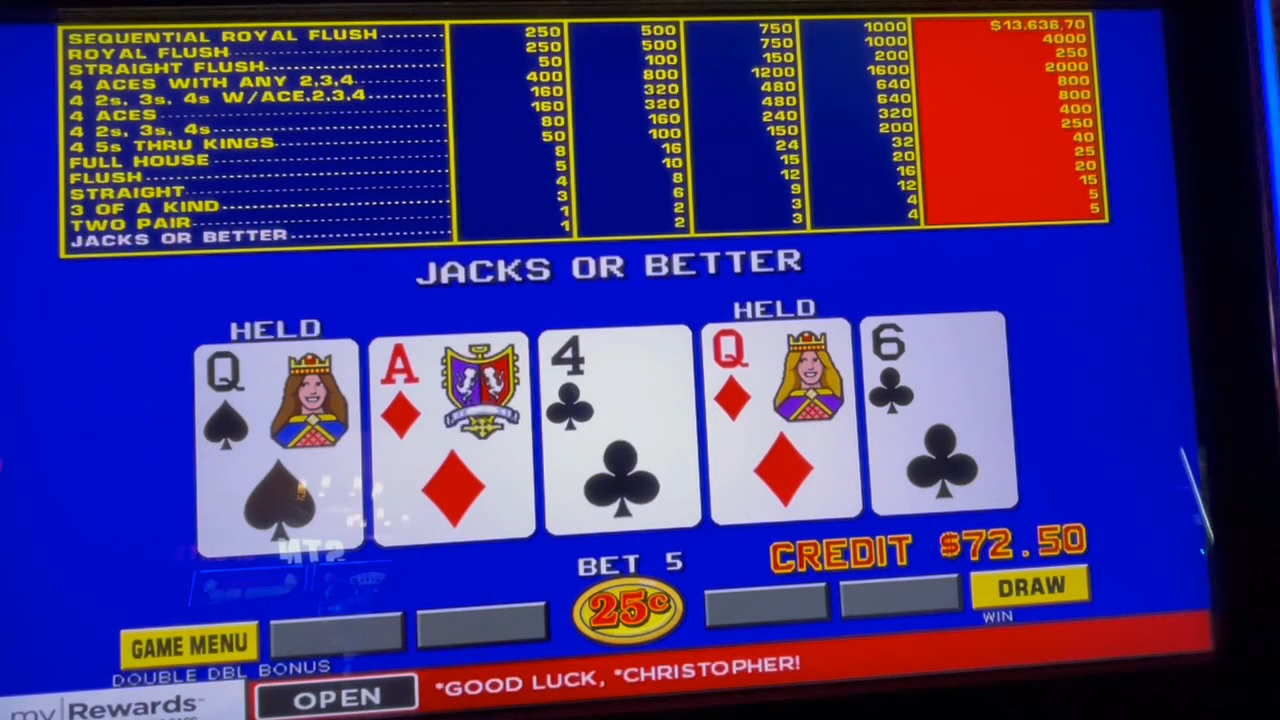 SEQUENTIAL ROYAL FLUSH 250 500 750 1000 $13,636.70
ROYAL FLUSH 250 500 750 1000 4000
STRAIGHT FLUSH 50 100 150 200 250
4 ACES WITH ANY 2,3,4 400 800 1200 1600 2000
4 2s, 3s, 4s W/ACE,2,3,4 160 320 480 640 800
4 ACES 160 320 480 640 800
4 2s, 3s, 4s 80 160 240 320 400
4 5s THRU KINGS 50 100 150 200 250
FULL HOUSE 8 16 24 32 40
FLUSH 5 10 15 20 25
STRAIGHT 4 8 12 16 20
3 OF A KIND 3 6 9 12 15
TWO PAIR 1 2 3 4 5
JACKS OR BETTER 1 2 3 4 5
JACKS OR BETTER
HELD HELD
Q A 4 Q 6
BET 5 CREDIT $72.50
25¢
GAME MENU DRAW
WIN
DOUBLE DBL BONUS
my|Rewards OPEN *GOOD LUCK, *CHRISTOPHER!